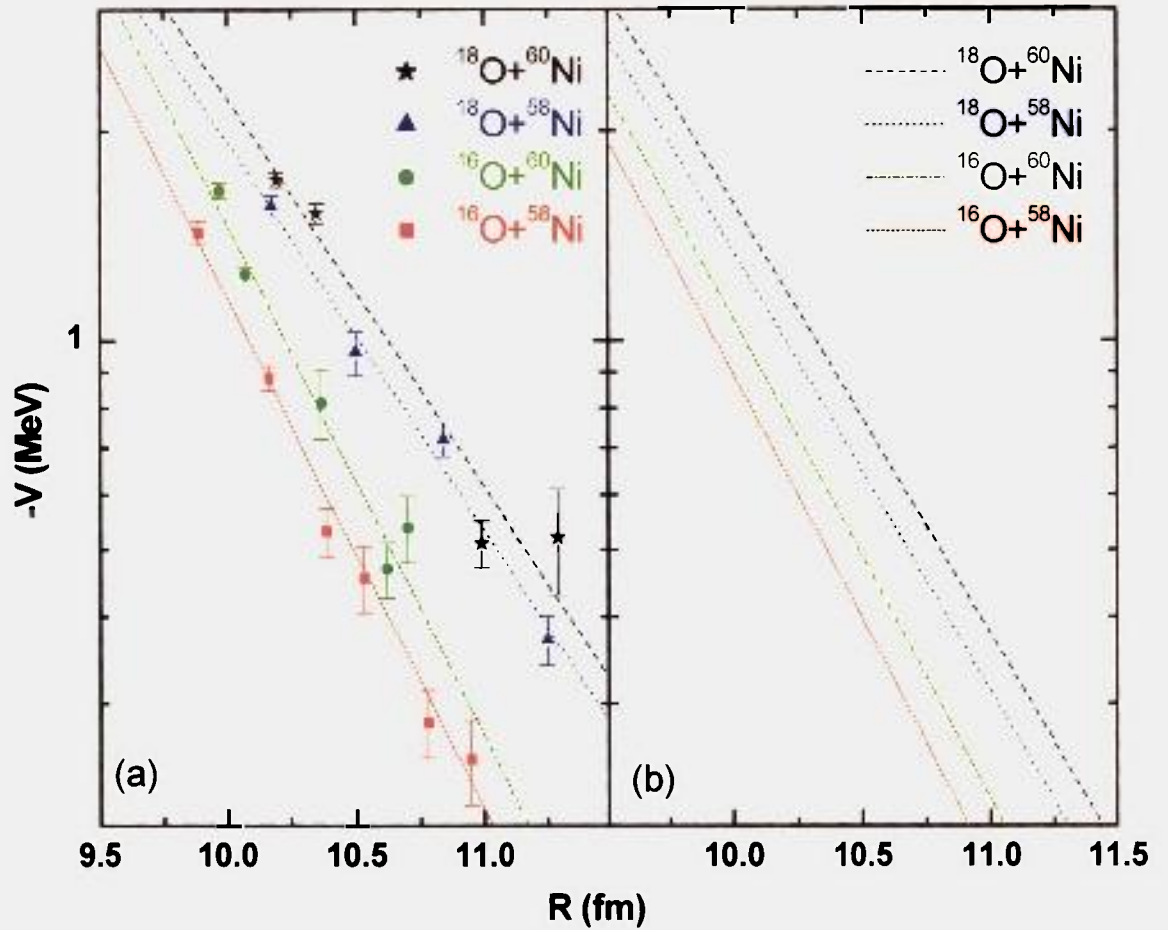 ¹⁸O+⁶⁰Ni
¹⁸O+⁵⁸Ni
¹⁶O+⁶⁰Ni
¹⁶O+⁵⁸Ni
¹⁸O+⁶⁰Ni
¹⁸O+⁵⁸Ni
¹⁶O+⁶⁰Ni
¹⁶O+⁵⁸Ni
1
-V (MeV)
(a)
(b)
9.5 10.0 10.5 11.0
10.0 10.5 11.0 11.5
R (fm)